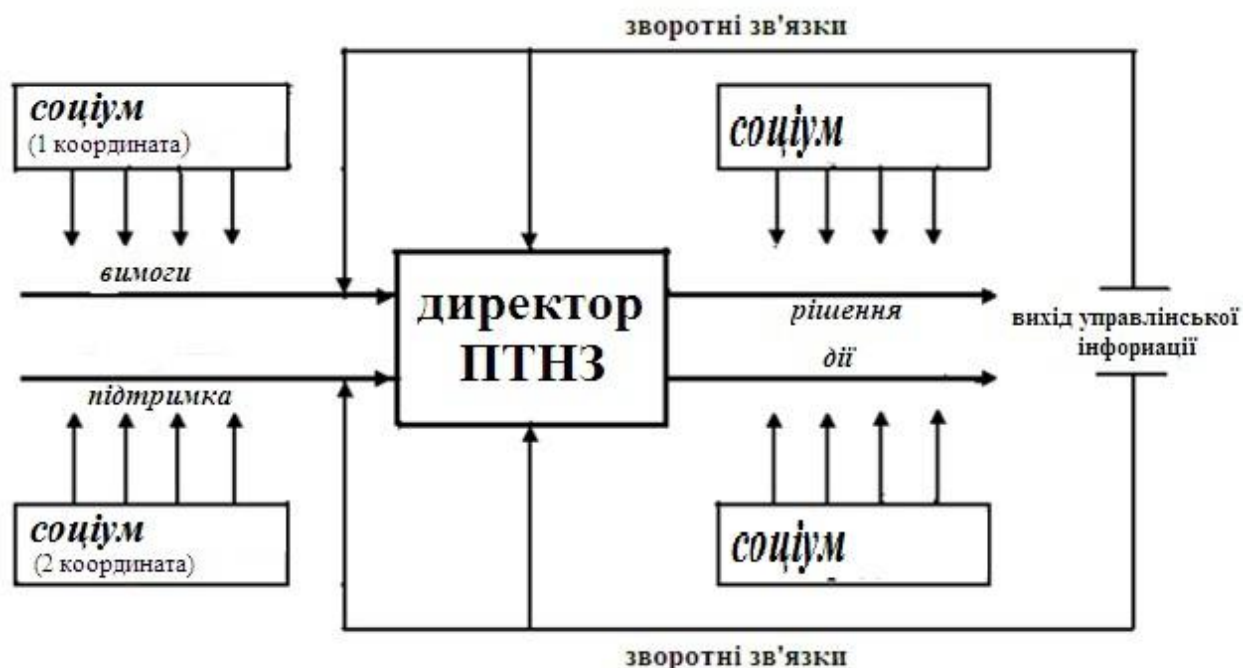 зворотні зв'язки
соціум
(1 координата)
соціум
вимоги
директор
ПТНЗ
рішення
вихід управлінської
інфориації
дії
підтримка
соціум
(2 координата)
соціум
зворотні зв'язки